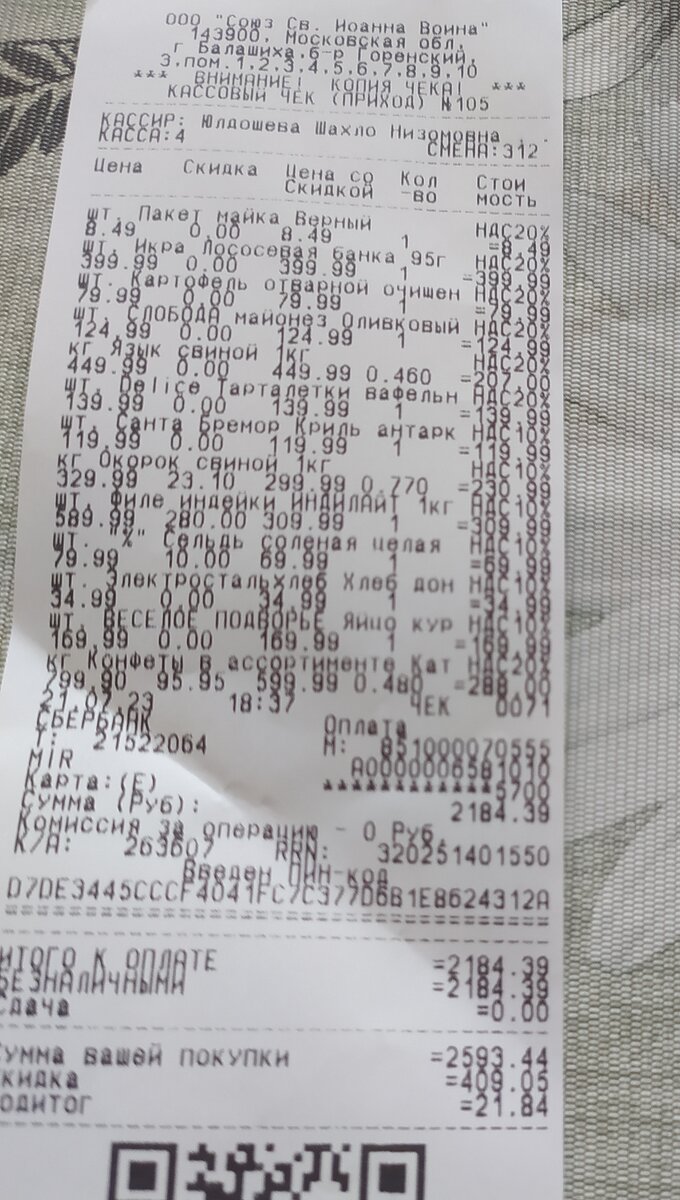 ООО "Союз Св. Иоанна Воина"
143900, Московская обл,
г Балашиха,б-р Горенский,
3,пом.1,2,3,4,5,6,7,8,9,10
*** ВНИМАНИЕ! КОПИЯ ЧЕКА! ***
КАССОВЫЙ ЧЕК (ПРИХОД) №105
КАССИР: Юлдошева Шахло Низомовна ...
КАССА:4 СМЕНА:312
Цена Скидка Цена со Кол Стои
Скидкой -во мость
шт. Пакет майка Верный НДС20%
8.49 0.00 8.49 1 =8.49
шт. Икра Лососевая банка 95г НДС20%
399.99 0.00 399.99 1 =399.99
шт. Картофель отварной очищен НДС20%
79.99 0.00 79.99 1 =79.99
шт. СЛОБОДА майонез Оливковый НДС20%
124.99 0.00 124.99 1 =124.99
кг Язык свиной 1кг НДС20%
449.99 0.00 449.99 0.460 =207.00
шт. Delice Тарталетки вафельн НДС20%
139.99 0.00 139.99 1 =139.99
шт. Санта Бремор Криль антарк НДС10%
119.99 0.00 119.99 1 =119.99
кг Окорок свиной 1кг НДС10%
329.99 23.10 299.99 0.770 =230.99
шт. Филе индейки ИНДИЛАЙТ 1кг НДС10%
589.99 280.00 309.99 1 =309.99
шт. "%" Сельдь соленая целая НДС10%
79.99 10.00 69.99 1 =69.99
шт. Электростальхлеб Хлеб дон НДС10%
34.99 0.00 34.99 1 =34.99
шт. ВЕСЕЛОЕ ПОДВОРЬЕ Яйцо кур НДС10%
169.99 0.00 169.99 1 =169.99
кг Конфеты в ассортименте Кат НДС20%
799.90 95.95 599.99 0.480 =288.00
21.07.23 18:37 ЧЕК 0071
СБЕРБАНК Оплата
Т: 21522064 М: 851000070555
MIR A0000006581010
Карта:(E) ************5700
Сумма (Руб): 2184.39
Комиссия за операцию - 0 Руб.
К/А: 263607 RRN: 320251401550
Введен ПИН-код
D7DE3445CCCF4041FC7C377D6B1E8624312A
==================================
ИТОГО К ОПЛАТЕ =2184.39
БЕЗНАЛИЧНЫМИ =2184.39
Сдача =0.00
Сумма вашей покупки =2593.44
Скидка =409.05
ПОДИТОГ =21.84